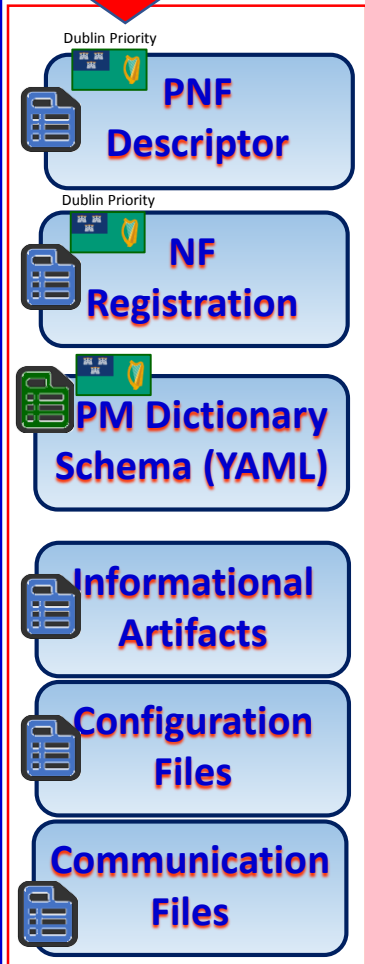 Dublin Priority
PNF
Descriptor
Dublin Priority
NF
Registration
PM Dictionary
Schema (YAML)
Informational
Artifacts
Configuration
Files
Communication
Files